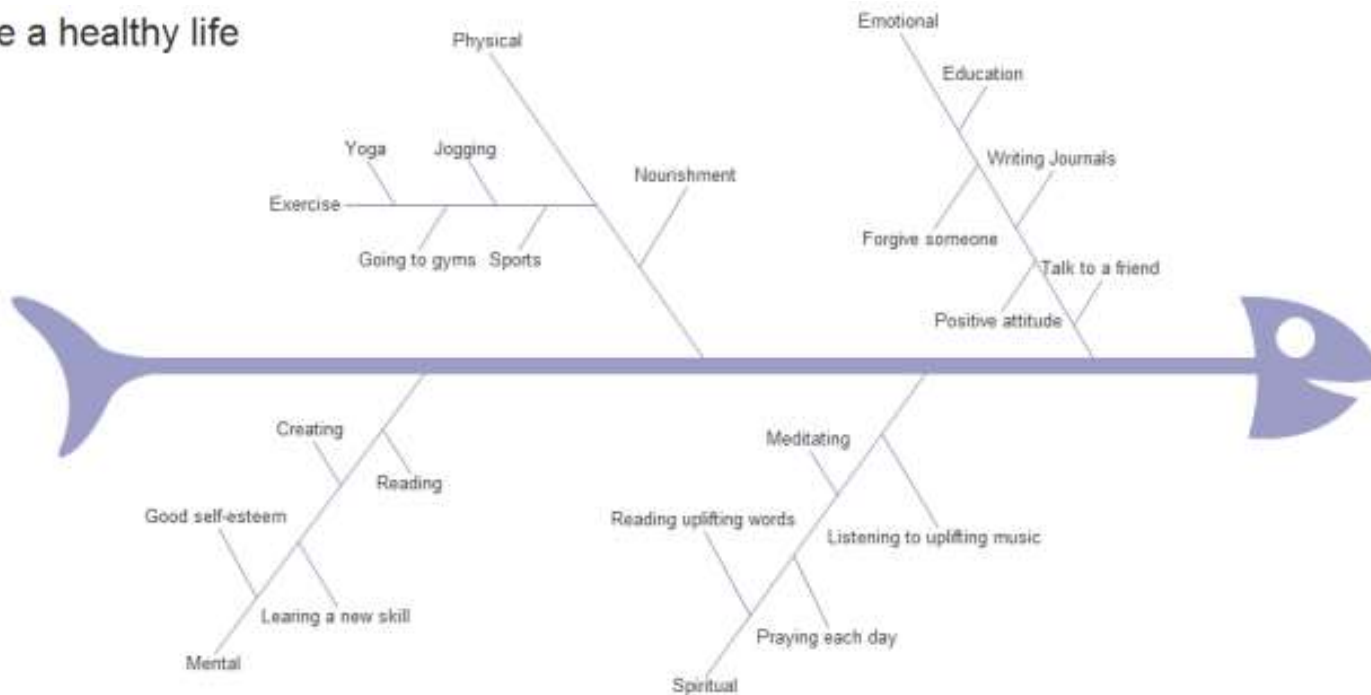 e a healthy life
Physical
Yoga
Jogging
Exercise
Going to gyms
Sports
Nourishment
Emotional
Education
Writing Journals
Forgive someone
Talk to a friend
Positive attitude
Creating
Reading
Good self-esteem
Learing a new skill
Mental
Meditating
Reading uplifting words
Listening to uplifting music
Praying each day
Spiritual